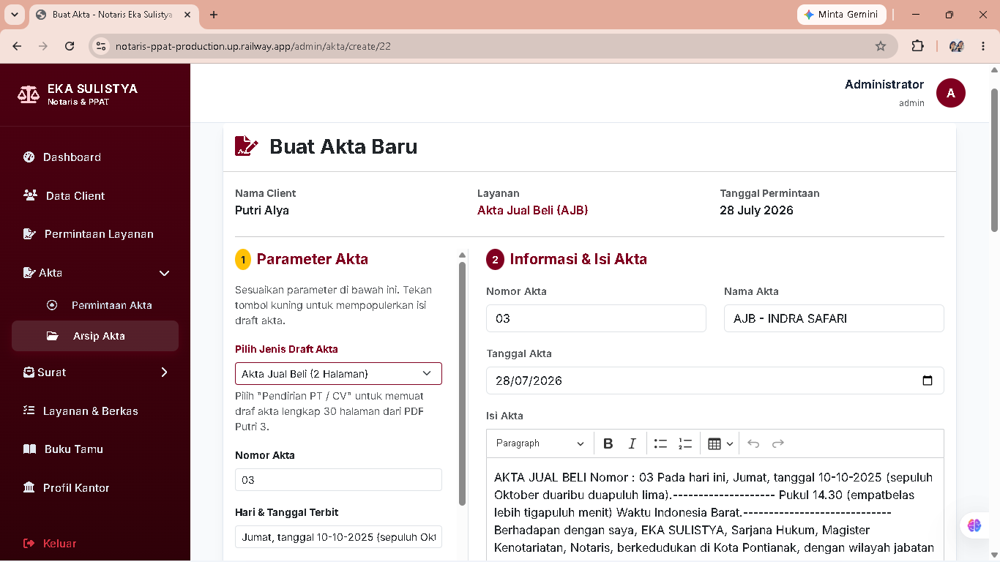 Buat Akta - Notaris Eka Sulistya
Minta Gemini
notaris-ppat-production.up.railway.app/admin/akta/create/22
EKA SULISTYA
Notaris & PPAT
Administrator
admin
A
Dashboard
Data Client
Permintaan Layanan
Akta
Permintaan Akta
Arsip Akta
Surat
Layanan & Berkas
Buku Tamu
Profil Kantor
Keluar
Buat Akta Baru
Nama Client
Putri Alya
Layanan
Akta Jual Beli (AJB)
Tanggal Permintaan
28 July 2026
1 Parameter Akta
Sesuaikan parameter di bawah ini. Tekan
tombol kuning untuk mempopulerkan isi
draft akta.
Pilih Jenis Draft Akta
Akta Jual Beli (2 Halaman)
Pilih "Pendirian PT / CV" untuk memuat
draf akta lengkap 30 halaman dari PDF
Putri 3.
Nomor Akta
03
Hari & Tanggal Terbit
Jumat, tanggal 10-10-2025 (sepuluh Okt
2 Informasi & Isi Akta
Nomor Akta
03
Nama Akta
AJB - INDRA SAFARI
Tanggal Akta
28/07/2026
Isi Akta
Paragraph
AKTA JUAL BELI Nomor : 03 Pada hari ini, Jumat, tanggal 10-10-2025 (sepuluh
Oktober duaribu duapuluh lima).-------------------- Pukul 14.30 (empatbelas
lebih tigapuluh menit) Waktu Indonesia Barat.-----------------------------
Berhadapan dengan saya, EKA SULISTYA, Sarjana Hukum, Magister
Kenotariatan, Notaris, berkedudukan di Kota Pontianak, dengan wilayah jabatan